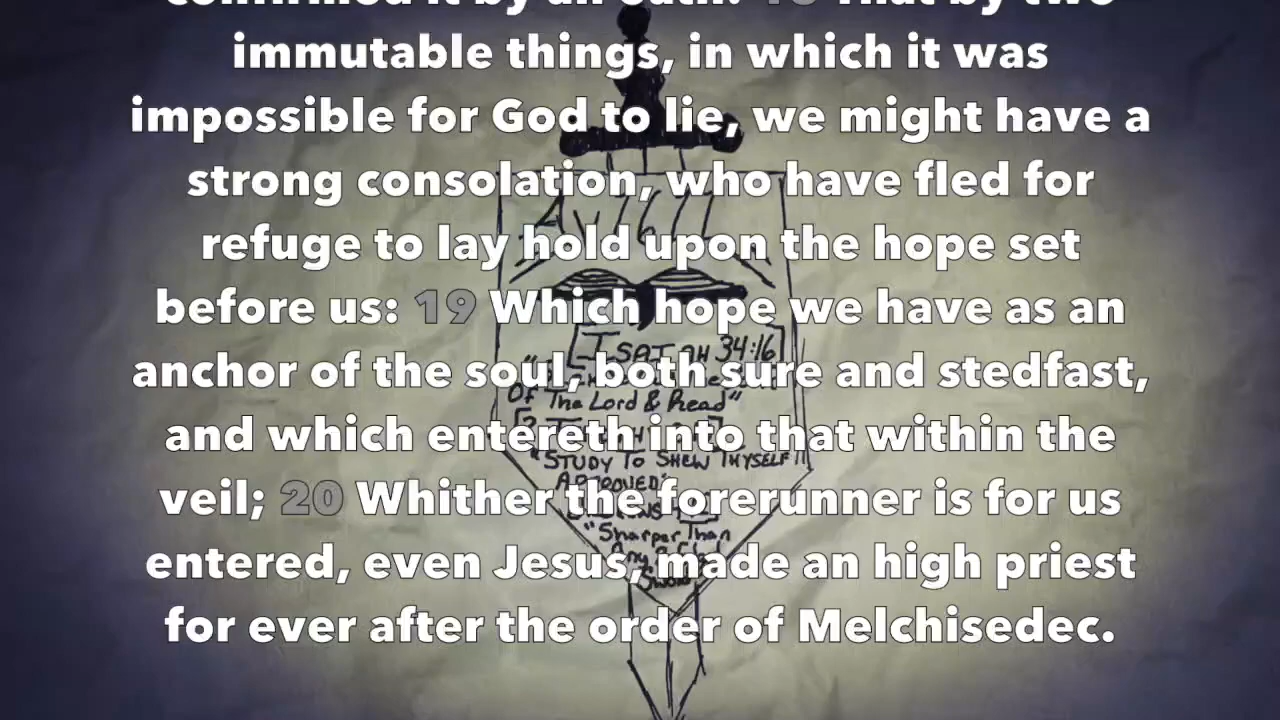 confirmed it by an oath: 18 That by two
immutable things, in which it was
impossible for God to lie, we might have a
strong consolation, who have fled for
refuge to lay hold upon the hope set
before us: 19 Which hope we have as an
anchor of the soul, both sure and stedfast,
and which entereth into that within the
veil; 20 Whither the forerunner is for us
entered, even Jesus, made an high priest
for ever after the order of Melchisedec.
AV1611
[ISAIAH 34:16]
Of The Lord & Read"
"STUDY TO SHEW THYSELF
APPROVED"
"Sharper Than
Any
Sword"